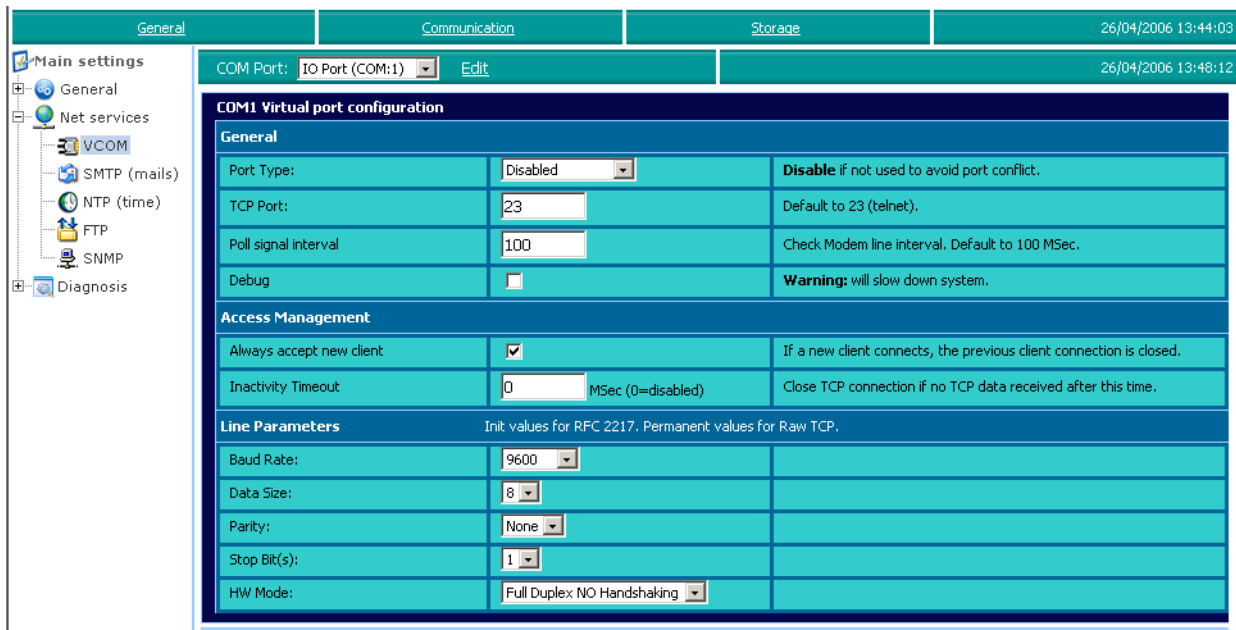 General Communication Storage 26/04/2006 13:44:03
Main settings
General
Net services
VCOM
SMTP (mails)
NTP (time)
FTP
SNMP
Diagnosis
COM Port: IO Port (COM:1) Edit 26/04/2006 13:48:12
COM1 Virtual port configuration
General
Port Type: Disabled Disable if not used to avoid port conflict.
TCP Port: 23 Default to 23 (telnet).
Poll signal interval 100 Check Modem line interval. Default to 100 MSec.
Debug Warning: will slow down system.
Access Management
Always accept new client If a new client connects, the previous client connection is closed.
Inactivity Timeout 0 MSec (0=disabled) Close TCP connection if no TCP data received after this time.
Line Parameters Init values for RFC 2217. Permanent values for Raw TCP.
Baud Rate: 9600
Data Size: 8
Parity: None
Stop Bit(s): 1
HW Mode: Full Duplex NO Handshaking